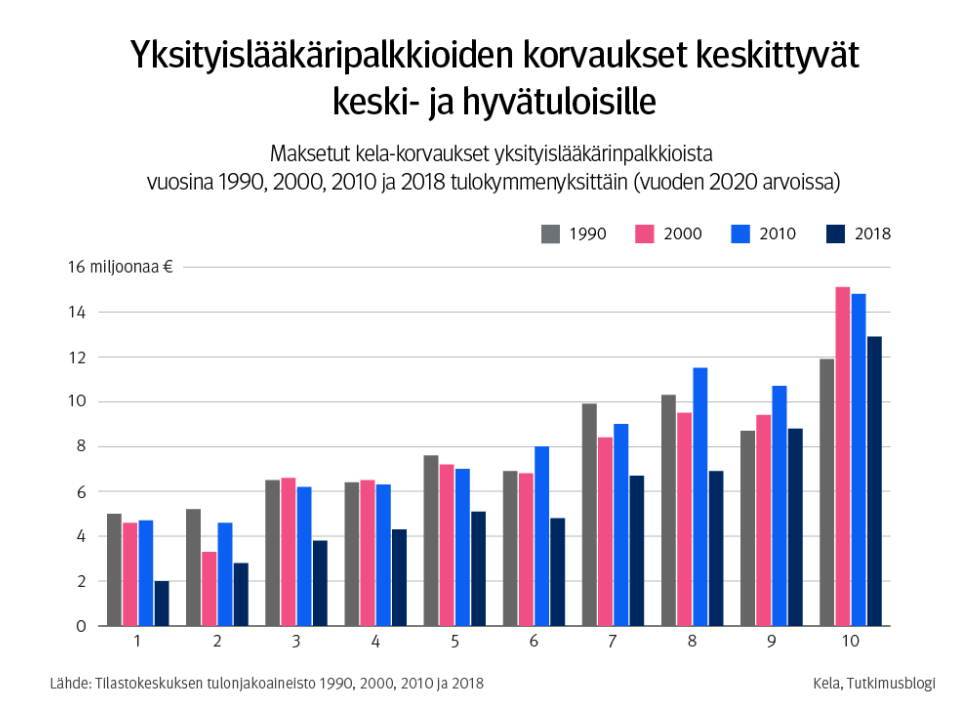 Yksityislääkäripalkkioiden korvaukset keskittyvät
keski- ja hyvätuloisille
Maksetut kela-korvaukset yksityislääkärinpalkkioista
vuosina 1990, 2000, 2010 ja 2018 tulokymmenyksittäin (vuoden 2020 arvoissa)
1990 2000 2010 2018
16 miljoonaa €
14
12
10
8
6
4
2
0
1 2 3 4 5 6 7 8 9 10
Lähde: Tilastokeskuksen tulonjakoaineisto 1990, 2000, 2010 ja 2018
Kela, Tutkimusblogi